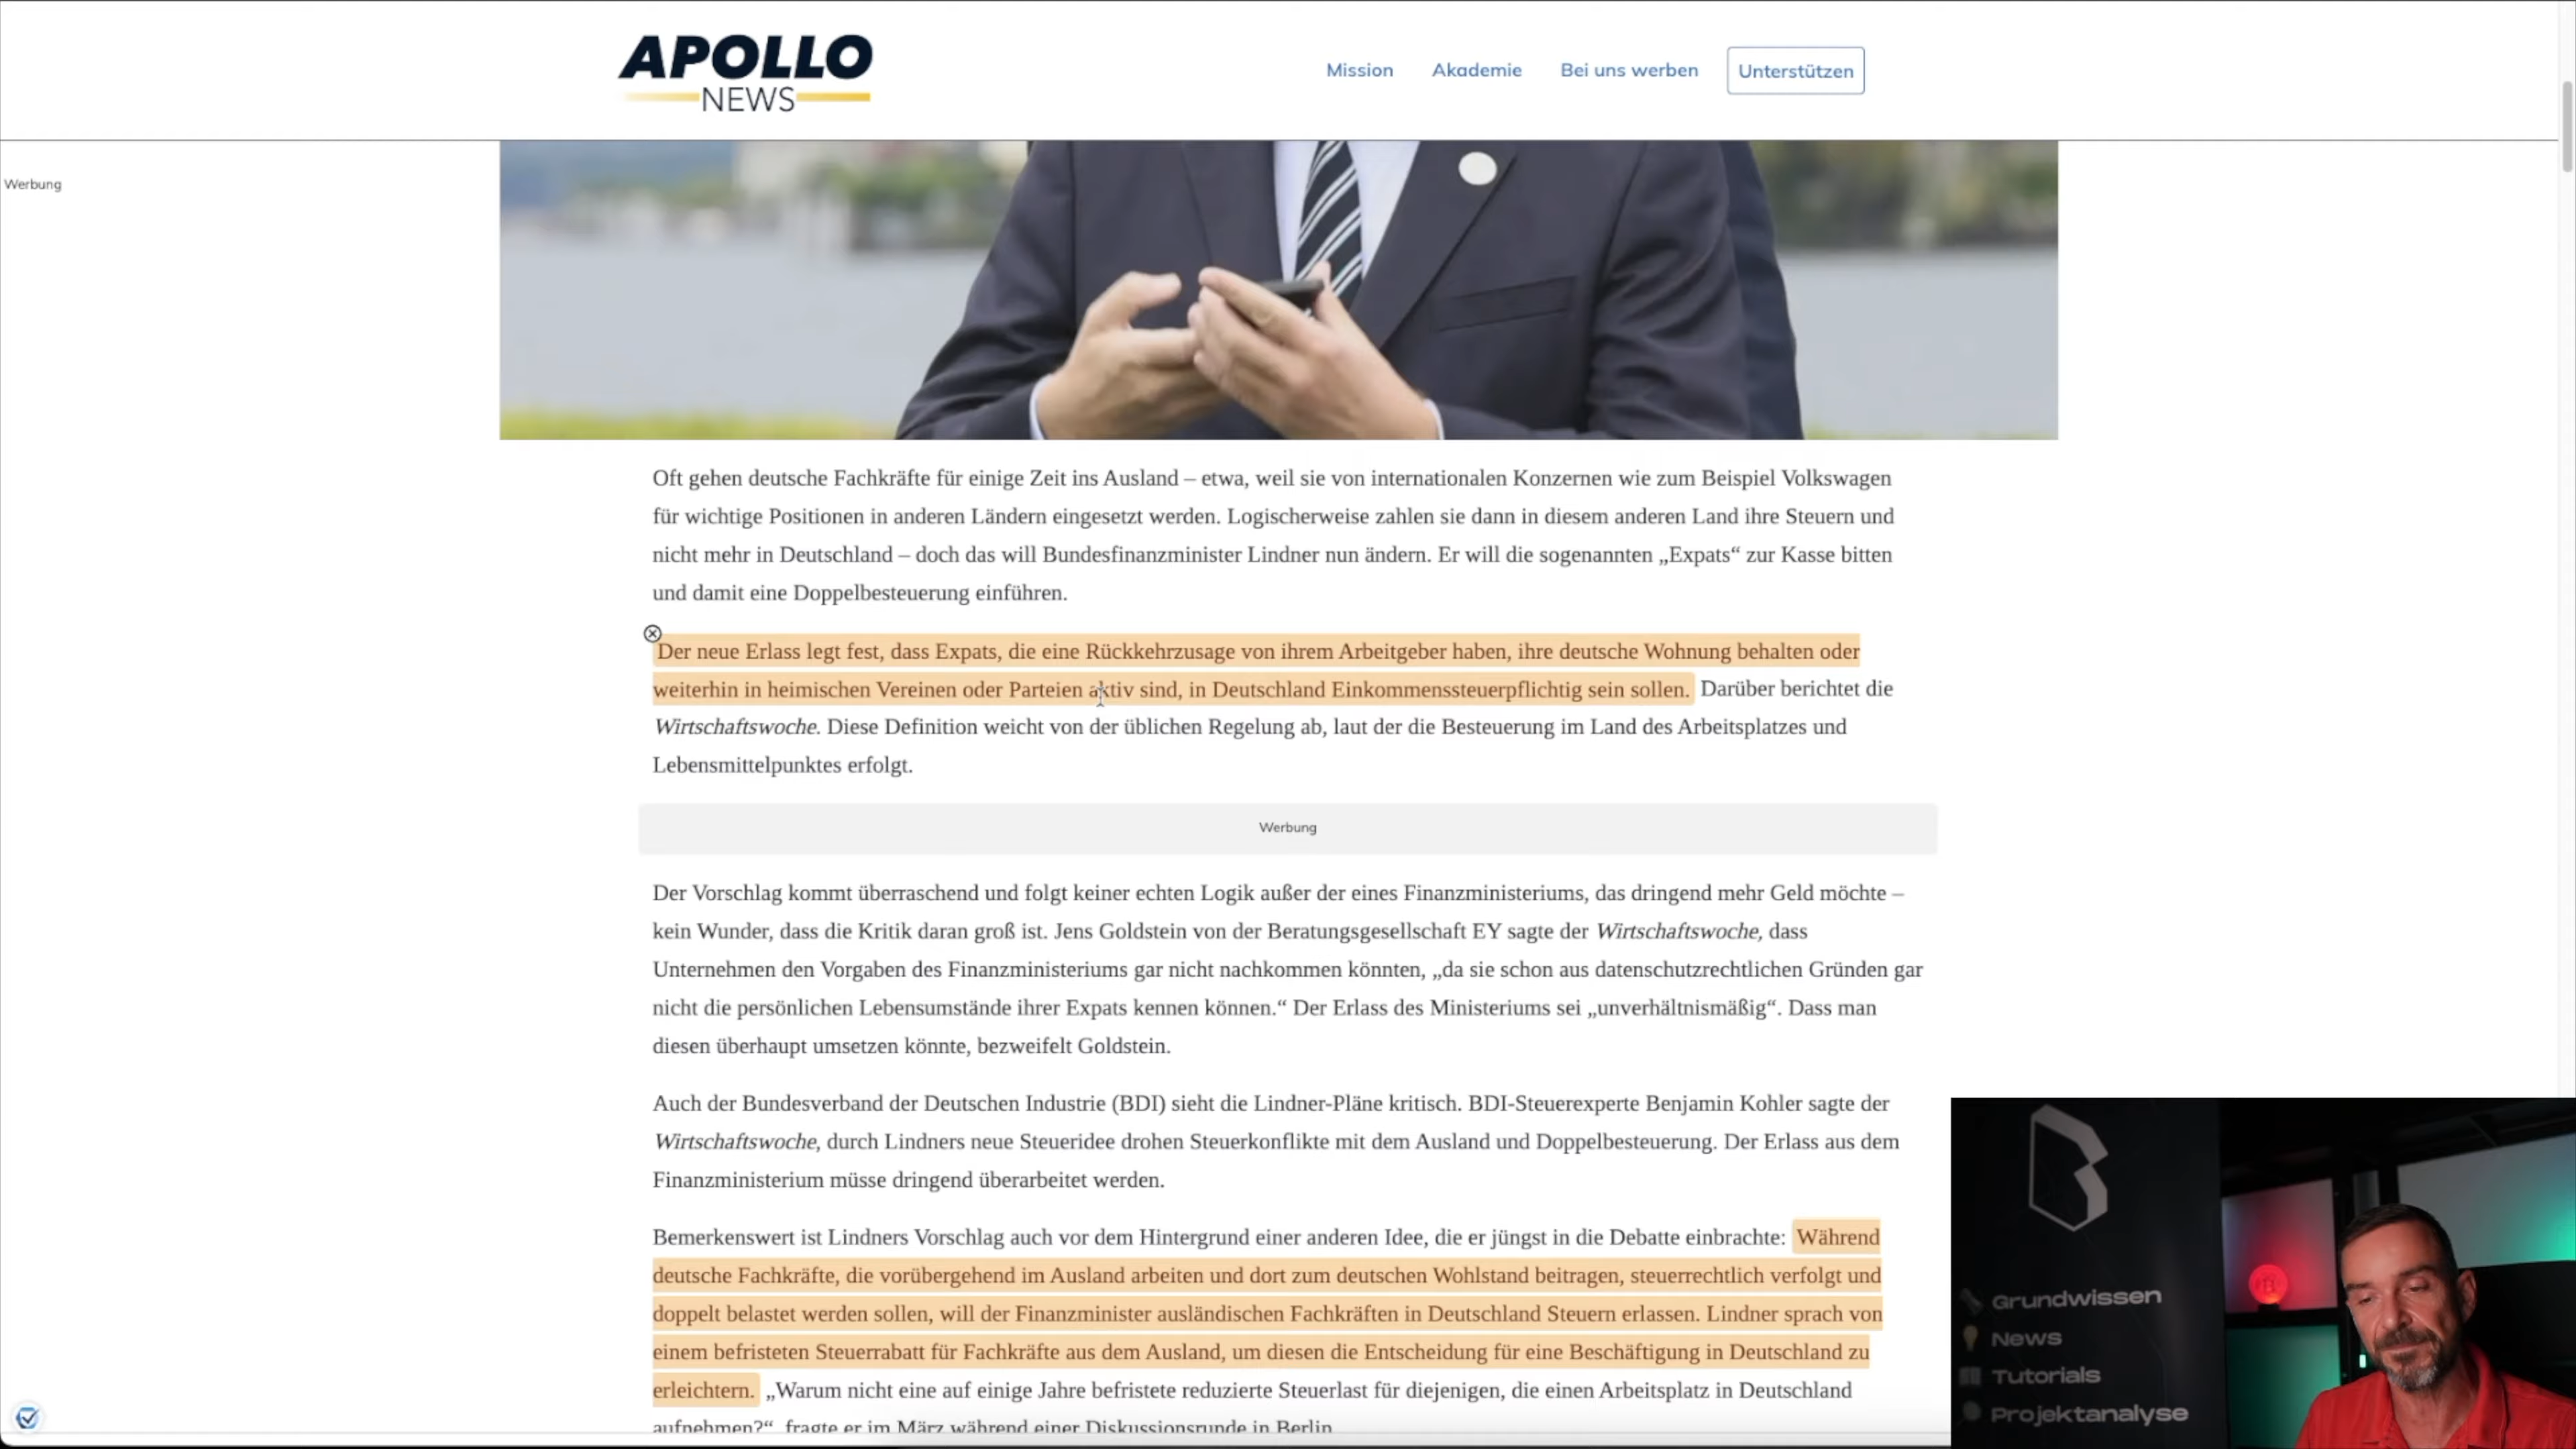 APOLLO
NEWS
Mission
Akademie
Bei uns werben
Unterstützen
Werbung
Oft gehen deutsche Fachkräfte für einige Zeit ins Ausland – etwa, weil sie von internationalen Konzernen wie zum Beispiel Volkswagen
für wichtige Positionen in anderen Ländern eingesetzt werden. Logischerweise zahlen sie dann in diesem anderen Land ihre Steuern und
nicht mehr in Deutschland – doch das will Bundesfinanzminister Lindner nun ändern. Er will die sogenannten „Expats“ zur Kasse bitten
und damit eine Doppelbesteuerung einführen.
Der neue Erlass legt fest, dass Expats, die eine Rückkehrzusage von ihrem Arbeitgeber haben, ihre deutsche Wohnung behalten oder
weiterhin in heimischen Vereinen oder Parteien aktiv sind, in Deutschland Einkommenssteuerpflichtig sein sollen. Darüber berichtet die
Wirtschaftswoche. Diese Definition weicht von der üblichen Regelung ab, laut der die Besteuerung im Land des Arbeitsplatzes und
Lebensmittelpunktes erfolgt.
Werbung
Der Vorschlag kommt überraschend und folgt keiner echten Logik außer der eines Finanzministeriums, das dringend mehr Geld möchte –
kein Wunder, dass die Kritik daran groß ist. Jens Goldstein von der Beratungsgesellschaft EY sagte der Wirtschaftswoche, dass
Unternehmen den Vorgaben des Finanzministeriums gar nicht nachkommen könnten, „da sie schon aus datenschutzrechtlichen Gründen gar
nicht die persönlichen Lebensumstände ihrer Expats kennen können.“ Der Erlass des Ministeriums sei „unverhältnismäßig“. Dass man
diesen überhaupt umsetzen könnte, bezweifelt Goldstein.
Auch der Bundesverband der Deutschen Industrie (BDI) sieht die Lindner-Pläne kritisch. BDI-Steuerexperte Benjamin Kohler sagte der
Wirtschaftswoche, durch Lindners neue Steueridee drohen Steuerkonflikte mit dem Ausland und Doppelbesteuerung. Der Erlass aus dem
Finanzministerium müsse dringend überarbeitet werden.
Bemerkenswert ist Lindners Vorschlag auch vor dem Hintergrund einer anderen Idee, die er jüngst in die Debatte einbrachte: Während
deutsche Fachkräfte, die vorübergehend im Ausland arbeiten und dort zum deutschen Wohlstand beitragen, steuerrechtlich verfolgt und
doppelt belastet werden sollen, will der Finanzminister ausländischen Fachkräften in Deutschland Steuern erlassen. Lindner sprach von
einem befristeten Steuerrabatt für Fachkräfte aus dem Ausland, um diesen die Entscheidung für eine Beschäftigung in Deutschland zu
erleichtern. „Warum nicht eine auf einige Jahre befristete reduzierte Steuerlast für diejenigen, die einen Arbeitsplatz in Deutschland
aufnehmen?“, fragte er im März während einer Diskussionsrunde in Berlin
Grundwissen
News
Tutorials
Projektanalyse